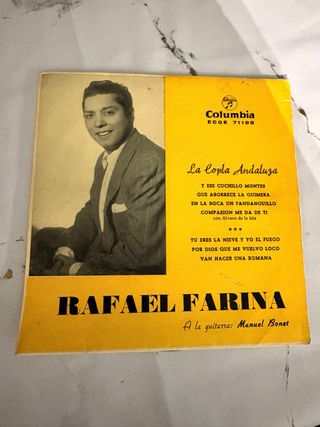 Columbia
ECGE 71188
La Copla Andaluza
Y ESE CUCHILLO MONTES
QUE ABORRECE LA QUIMERA
EN LA BOCA UN FANDANGUILLO
COMPASION ME DA DE TI
con Alvaro de la Isla
***
TU ERES LA NIEVE Y YO EL FUEGO
POR DIOS QUE ME VUELVO LOCO
VAN HACER UNA ROMANA
RAFAEL FARINA
A la guitarra: Manuel Bonet